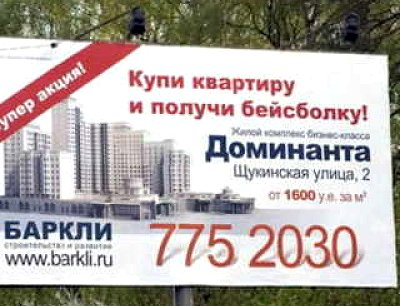 супер акция!
Купи квартиру
и получи бейсболку!
Жилой комплекс бизнес-класса
Доминанта
Щукинская улица, 2
от 1600 у.е. за м²
БАРКЛИ
строительство и развитие
www.barkli.ru
775 2030